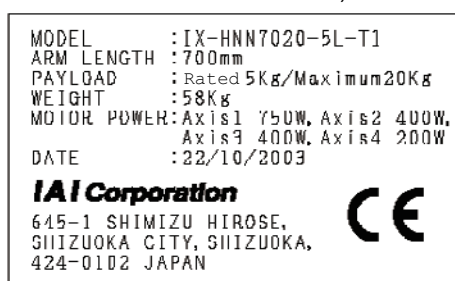 MODEL :IX-HNN7020-5L-T1
ARM LENGTH :700mm
PAYLOAD :Rated 5Kg/Maximum20Kg
WEIGHT :58Kg
MOTOR POWER:Axis1 750W, Axis2 400W,
Axis3 400W, Axis4 200W
DATE :22/10/2003
IAI Corporation
CE
645-1 SHIMIZU HIROSE,
SHIZUOKA CITY, SHIZUOKA,
424-0102 JAPAN